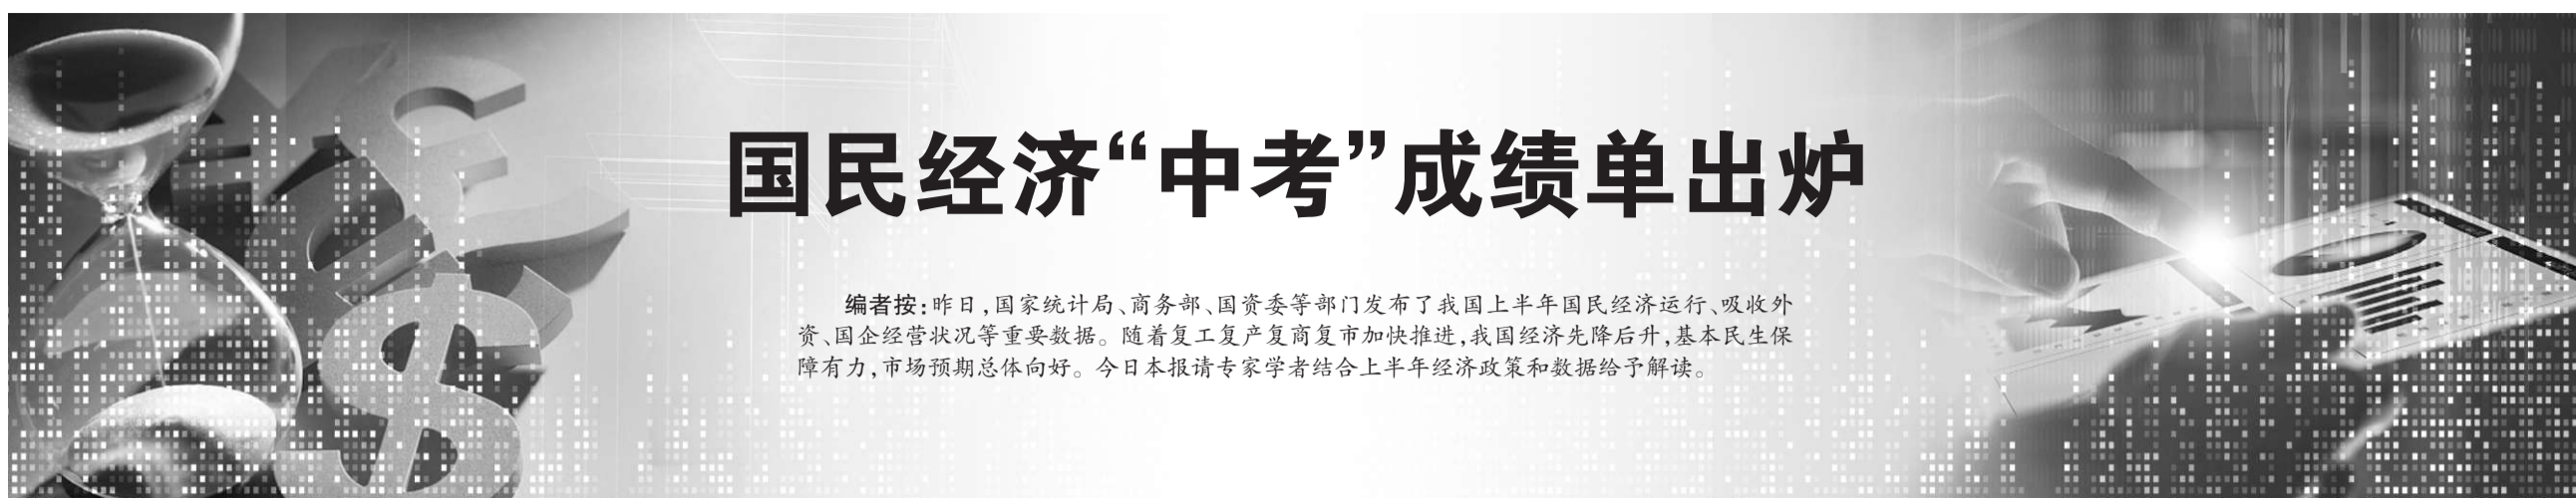 国民经济“中考”成绩单出炉
编者按：昨日，国家统计局、商务部、国资委等部门发布了我国上半年国民经济运行、吸收外
资、国企经营状况等重要数据。随着复工复产复商复市加快推进，我国经济先降后升，基本民生保
障有力，市场预期总体向好。今日本报请专家学者结合上半年经济政策和数据给予解读。